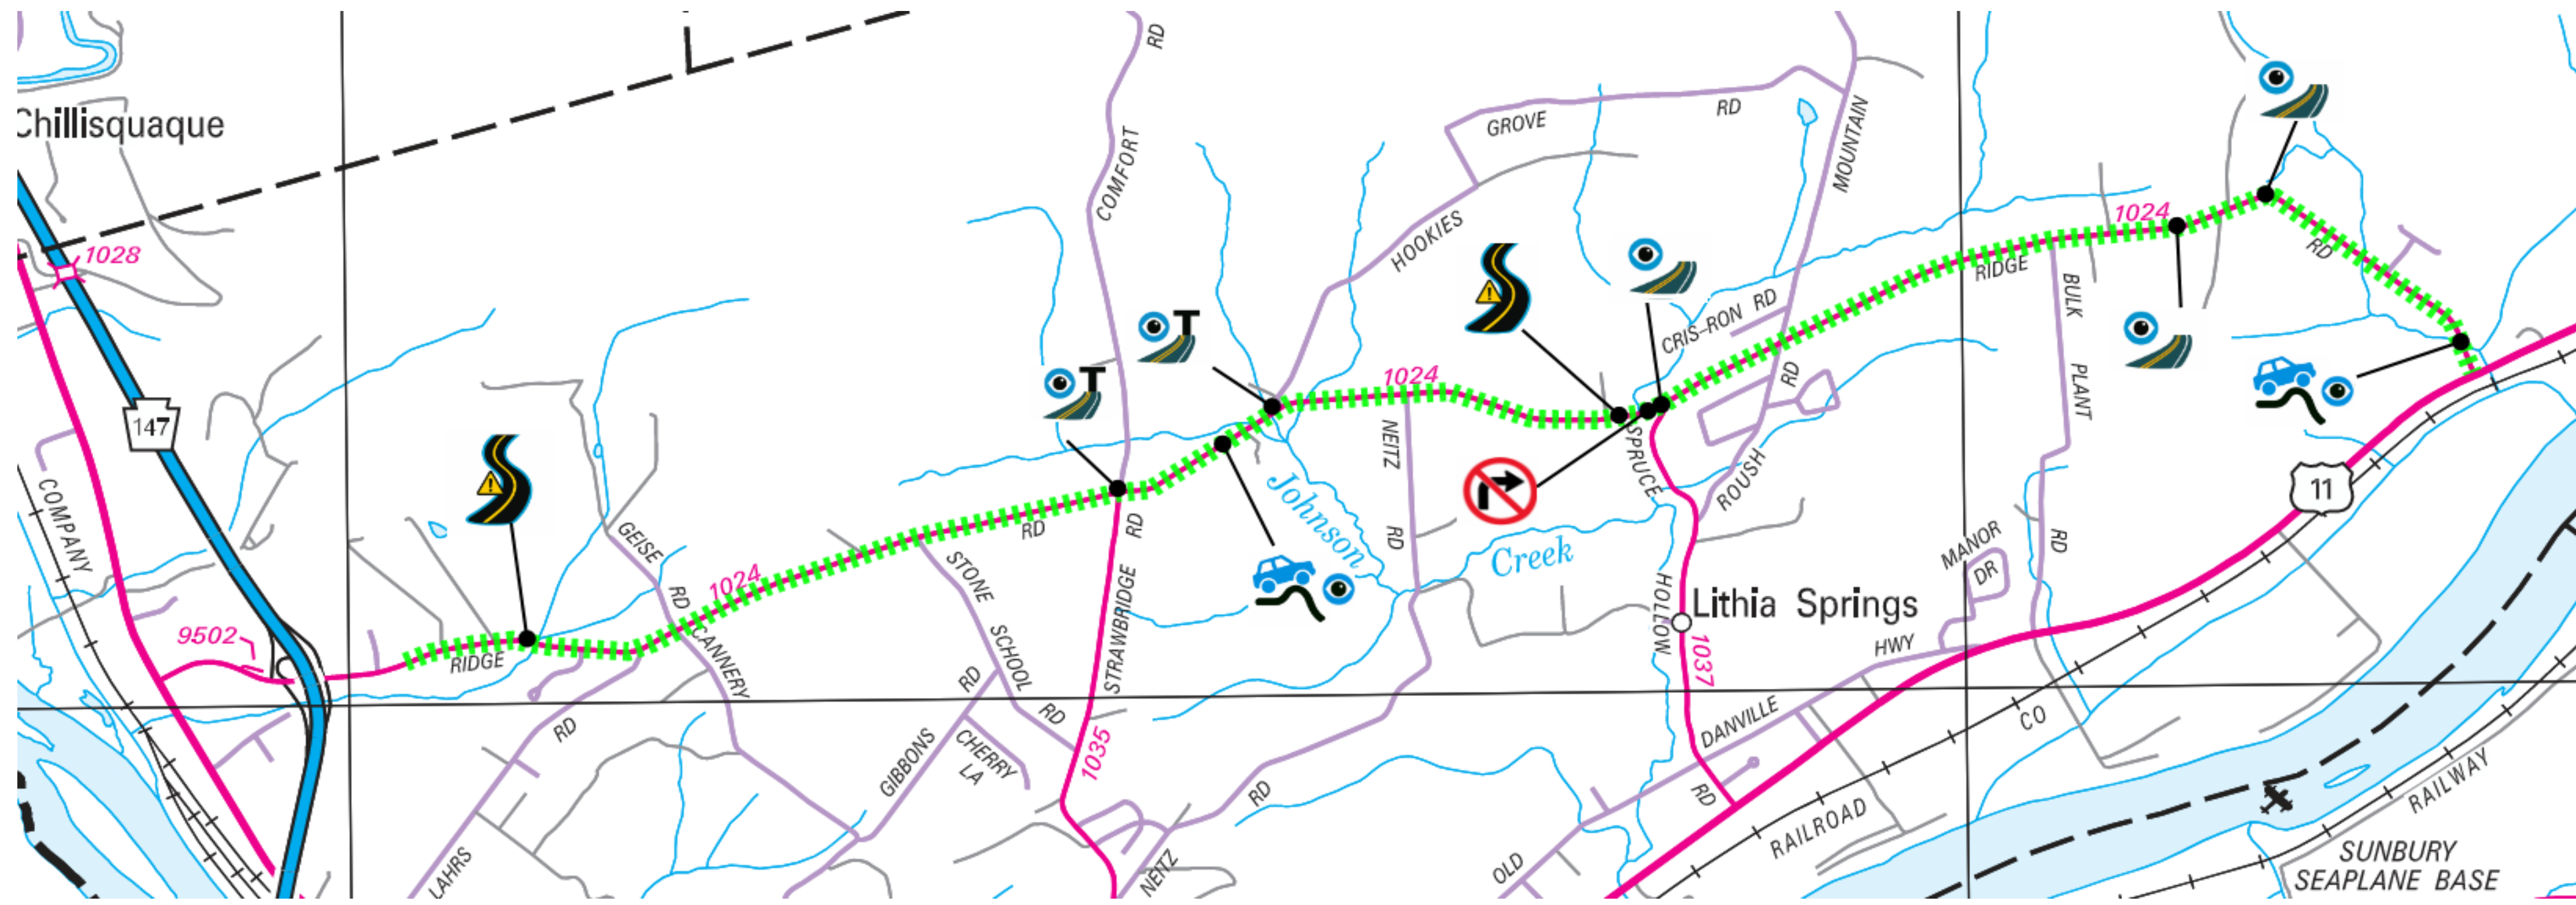 RD
Chillisquaque
GROVE
RD
COMFORT
MOUNTAIN
1024
HOOKIES
RD
1028
RIDGE
BULK
CRIS-RON RD
T
T
1024
PLANT
RD
147
NEITZ
SPRUCE
COMPANY
Johnson
ROUSH
11
RD
RD
RD
GEISE
STONE
Creek
MANOR
DR
RD
RD
1024
STRAWBRIDGE
HOLLOW
Lithia Springs
9502
RIDGE
CANNERY
SCHOOL
RD
1037
HWY
RD
RD
DANVILLE
CO
GIBBONS
CHERRY
LA
1035
RD
RD
RAILROAD
RAILWAY
LAHRS
NEITZ
OLD
SUNBURY
SEAPLANE BASE